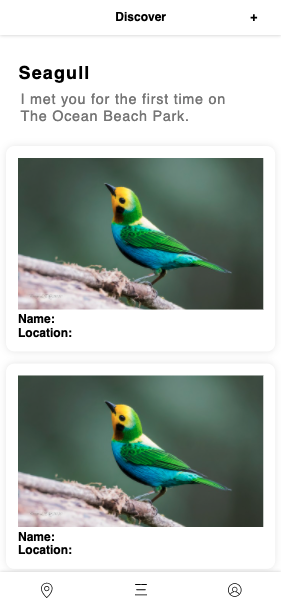 Discover
+
Seagull
I met you for the first time on
The Ocean Beach Park.
Name:
Location:
Name:
Location: